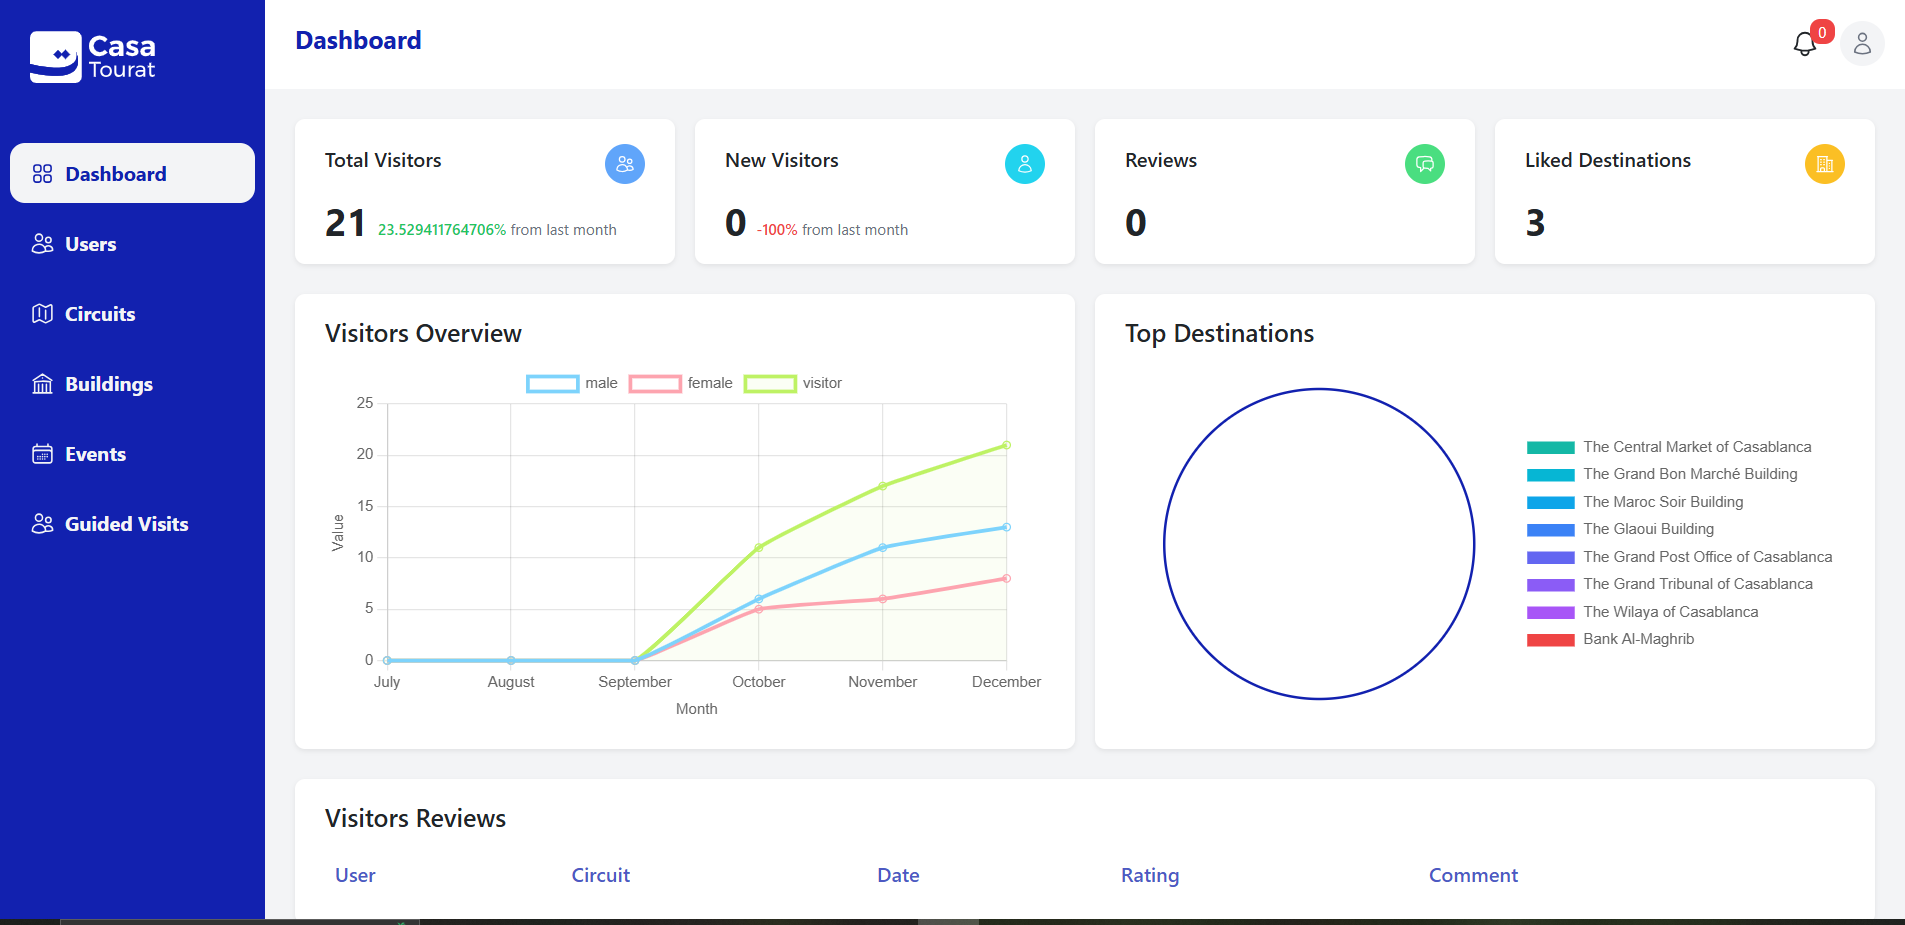 Casa
Tourat
Dashboard
0
Dashboard
Users
Circuits
Buildings
Events
Guided Visits
Total Visitors
21 23.529411764706% from last month
New Visitors
0 -100% from last month
Reviews
0
Liked Destinations
3
Visitors Overview
male female visitor
25
20
15
10
5
0
Value
July August September October November December
Month
Top Destinations
The Central Market of Casablanca
The Grand Bon Marché Building
The Maroc Soir Building
The Glaoui Building
The Grand Post Office of Casablanca
The Grand Tribunal of Casablanca
The Wilaya of Casablanca
Bank Al-Maghrib
Visitors Reviews
User Circuit Date Rating Comment